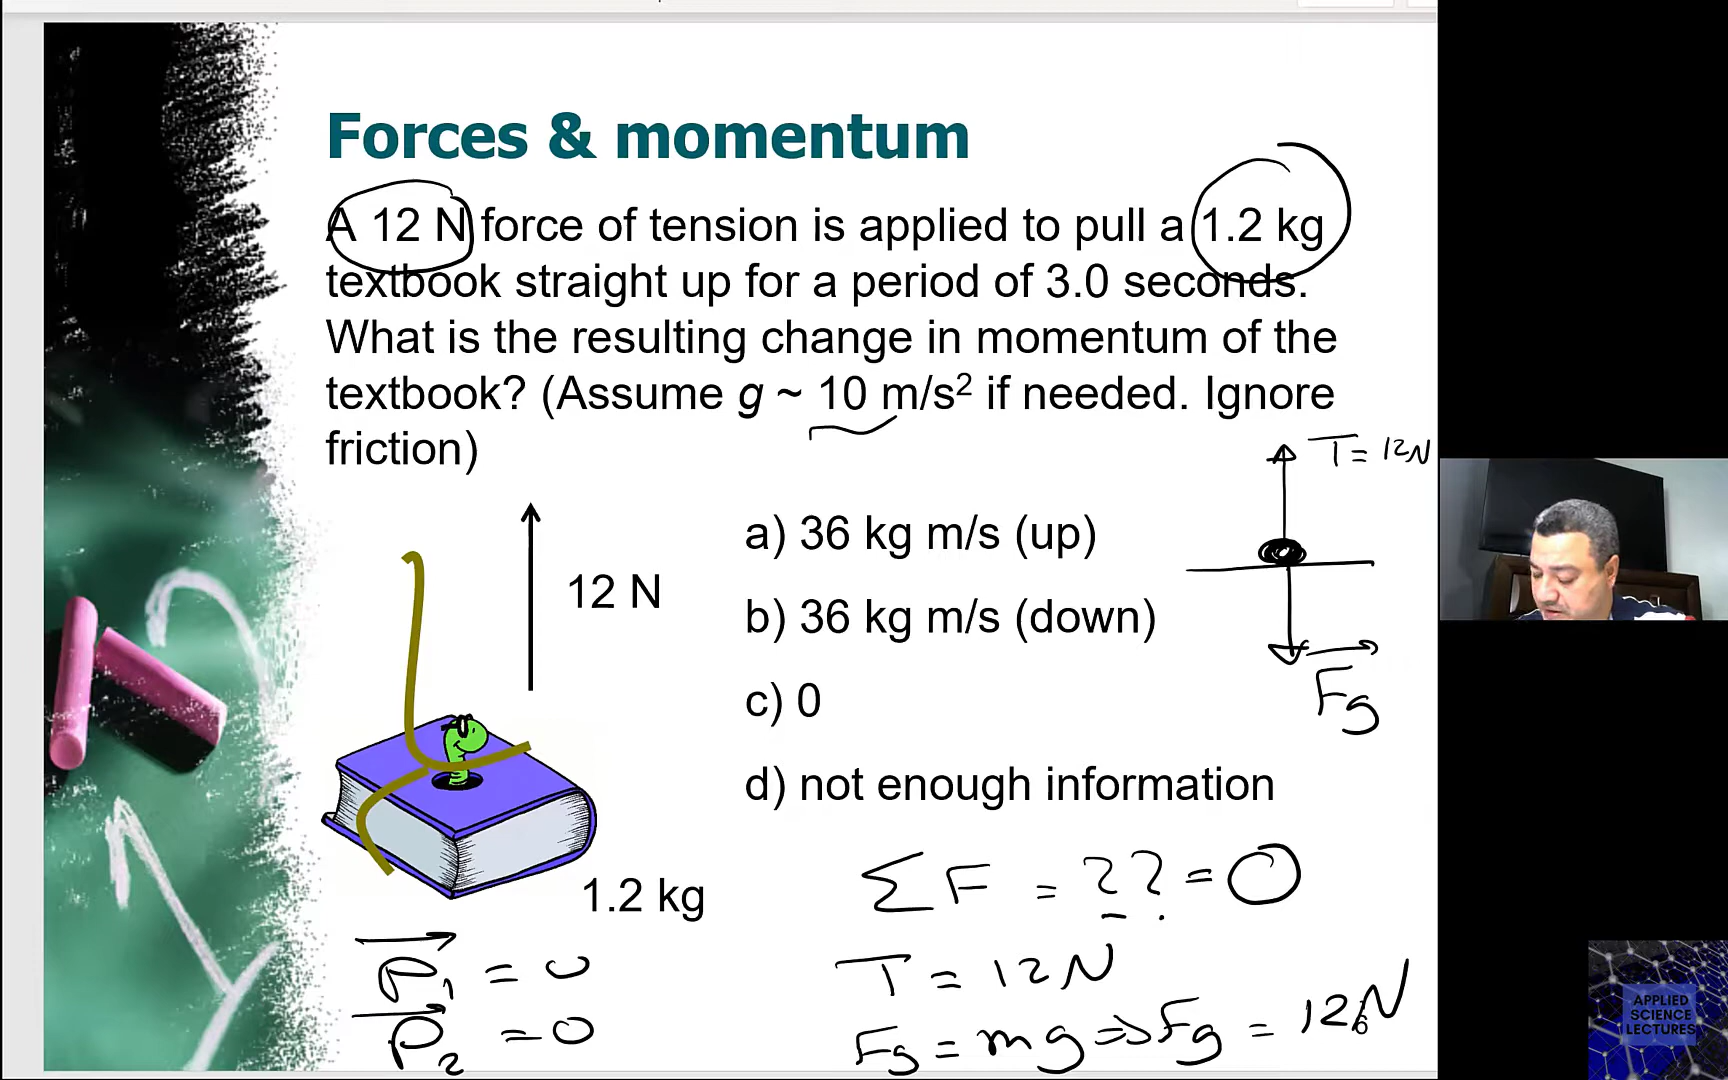 Forces & momentum
A 12 N force of tension is applied to pull a 1.2 kg
textbook straight up for a period of 3.0 seconds.
What is the resulting change in momentum of the
textbook? (Assume g ~ 10 m/s² if needed. Ignore
friction)
T = 12N
a) 36 kg m/s (up)
12 N
b) 36 kg m/s (down)
Fg
c) 0
d) not enough information
ΣF = ?? = 0
1.2 kg
P1 = 0
T = 12N
P2 = 0
Fg = mg => Fg = 12N
6
APPLIED
SCIENCE
LECTURES